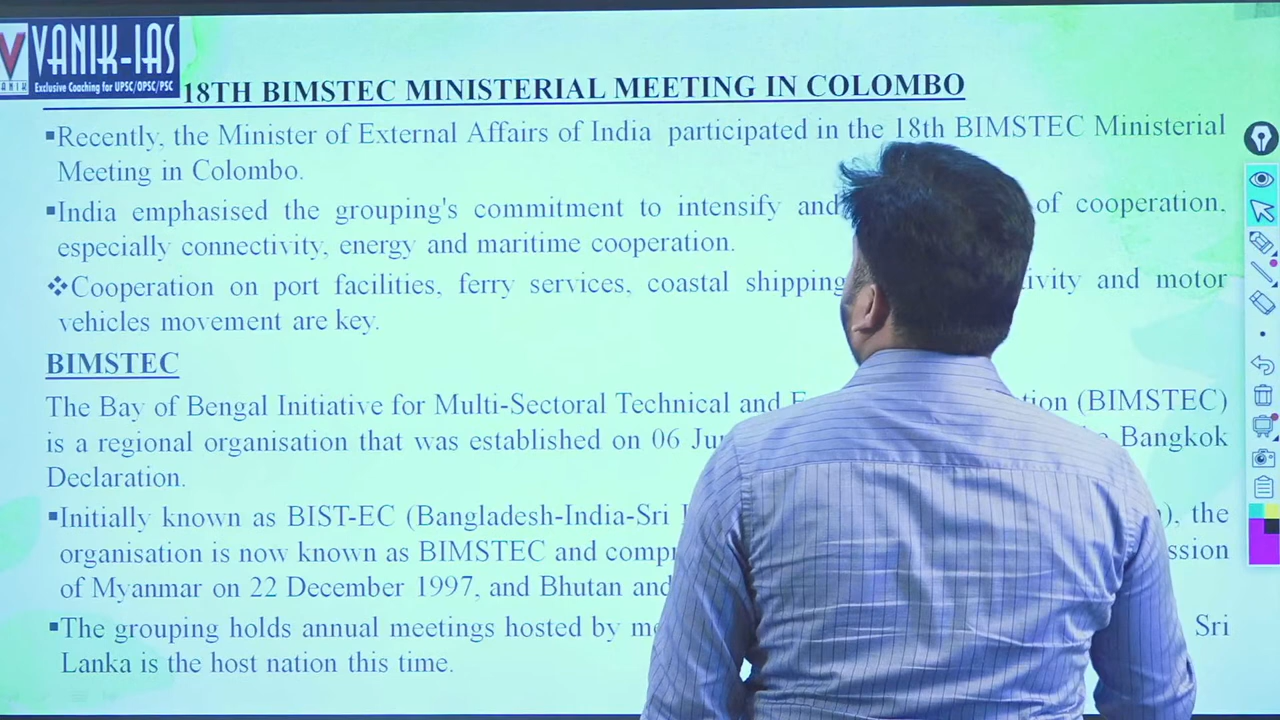 VANIK-IAS
VANIK
Exclusive Coaching for UPSC/OPSC/PSC
18TH BIMSTEC MINISTERIAL MEETING IN COLOMBO
▪Recently, the Minister of External Affairs of India participated in the 18th BIMSTEC Ministerial
Meeting in Colombo.
▪India emphasised the grouping's commitment to intensify and of cooperation,
especially connectivity, energy and maritime cooperation.
❖Cooperation on port facilities, ferry services, coastal shipping and motor
vehicles movement are key.
BIMSTEC
The Bay of Bengal Initiative for Multi-Sectoral Technical and (BIMSTEC)
is a regional organisation that was established on 06 Bangkok
Declaration.
▪Initially known as BIST-EC (Bangladesh-India-Sri the
organisation is now known as BIMSTEC and
of Myanmar on 22 December 1997, and Bhutan and
▪The grouping holds annual meetings hosted by Sri
Lanka is the host nation this time.